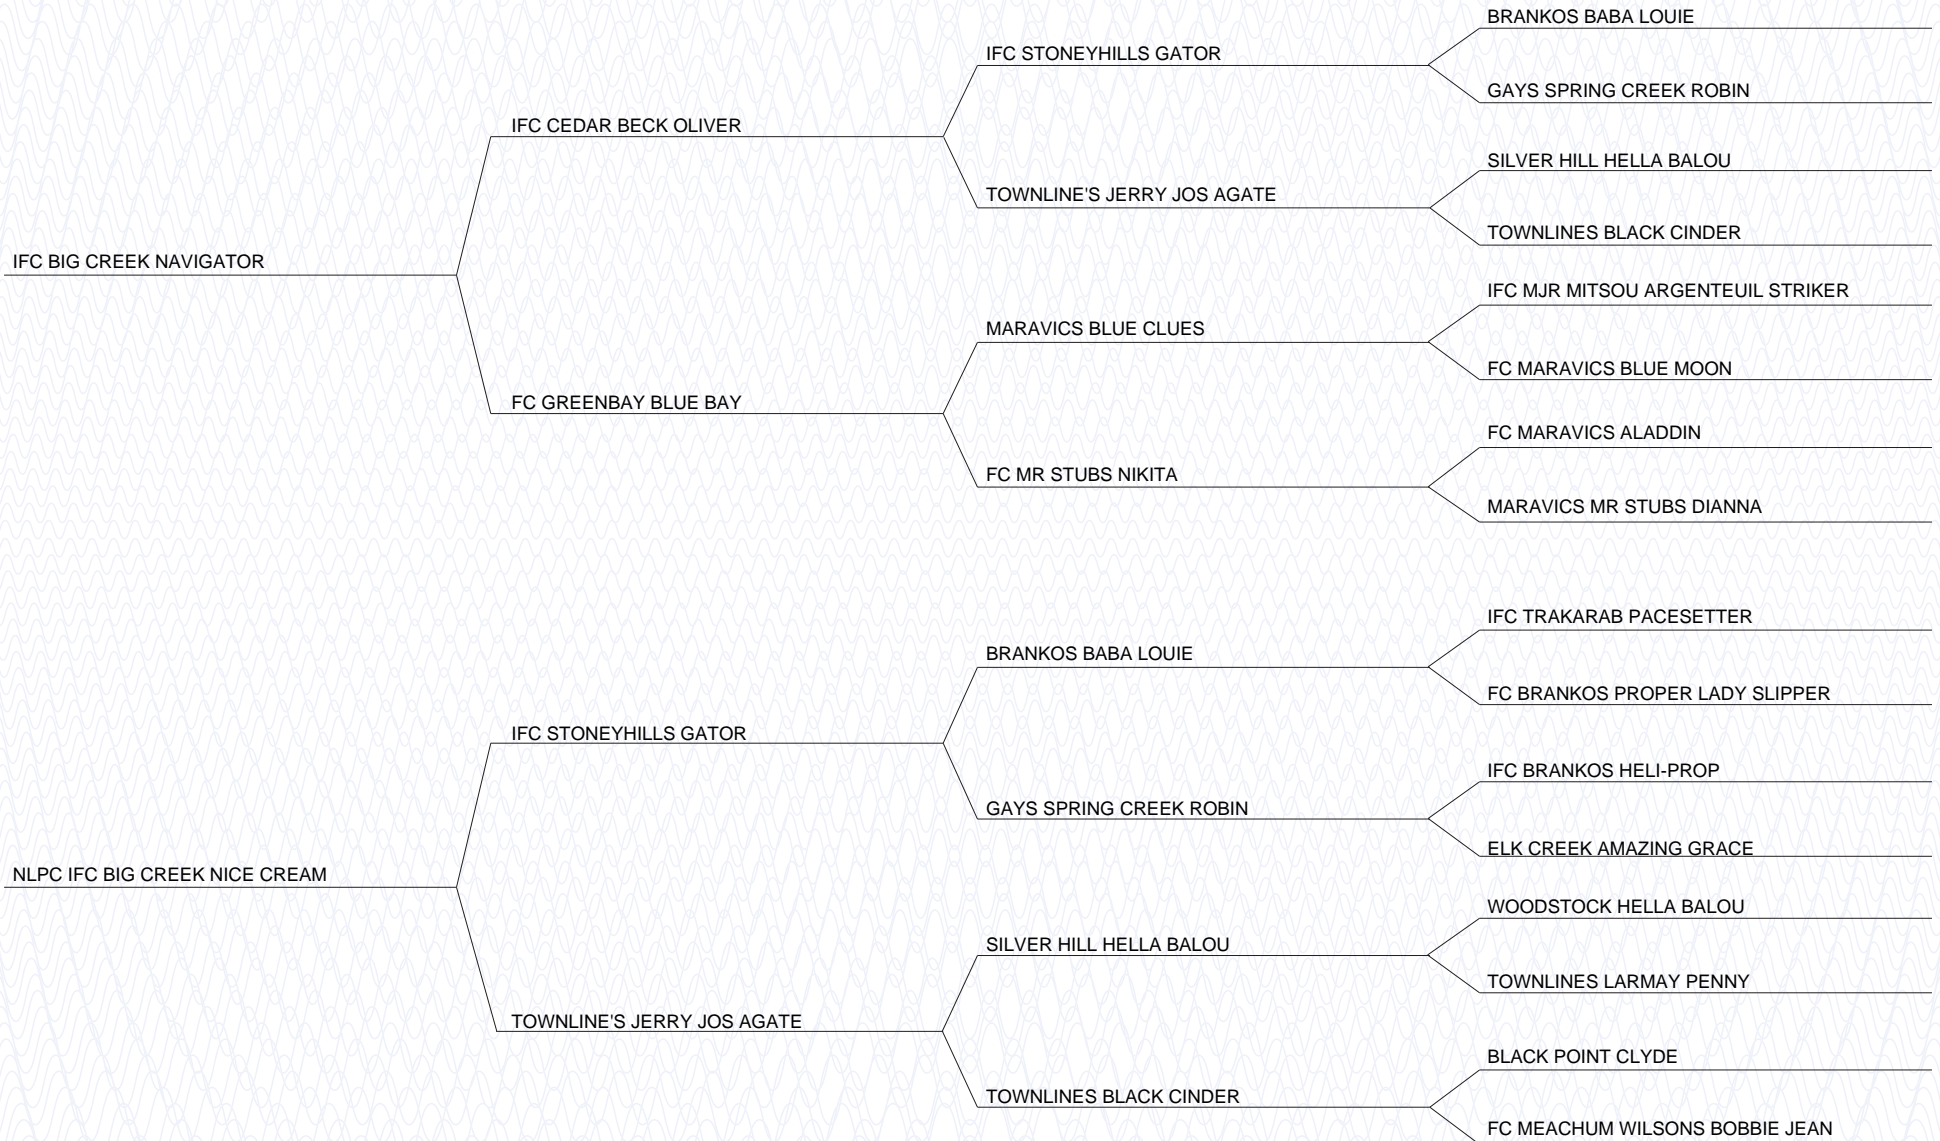 BRANKOS BABA LOUIE
IFC STONEYHILLS GATOR
GAYS SPRING CREEK ROBIN
IFC CEDAR BECK OLIVER
SILVER HILL HELLA BALOU
TOWNLINE'S JERRY JOS AGATE
TOWNLINES BLACK CINDER
IFC BIG CREEK NAVIGATOR
IFC MJR MITSOU ARGENTEUIL STRIKER
MARAVICS BLUE CLUES
FC MARAVICS BLUE MOON
FC GREENBAY BLUE BAY
FC MARAVICS ALADDIN
FC MR STUBS NIKITA
MARAVICS MR STUBS DIANNA
IFC TRAKARAB PACESETTER
BRANKOS BABA LOUIE
FC BRANKOS PROPER LADY SLIPPER
IFC STONEYHILLS GATOR
IFC BRANKOS HELI-PROP
GAYS SPRING CREEK ROBIN
ELK CREEK AMAZING GRACE
NLPC IFC BIG CREEK NICE CREAM
WOODSTOCK HELLA BALOU
SILVER HILL HELLA BALOU
TOWNLINES LARMAY PENNY
TOWNLINE'S JERRY JOS AGATE
BLACK POINT CLYDE
TOWNLINES BLACK CINDER
FC MEACHUM WILSONS BOBBIE JEAN